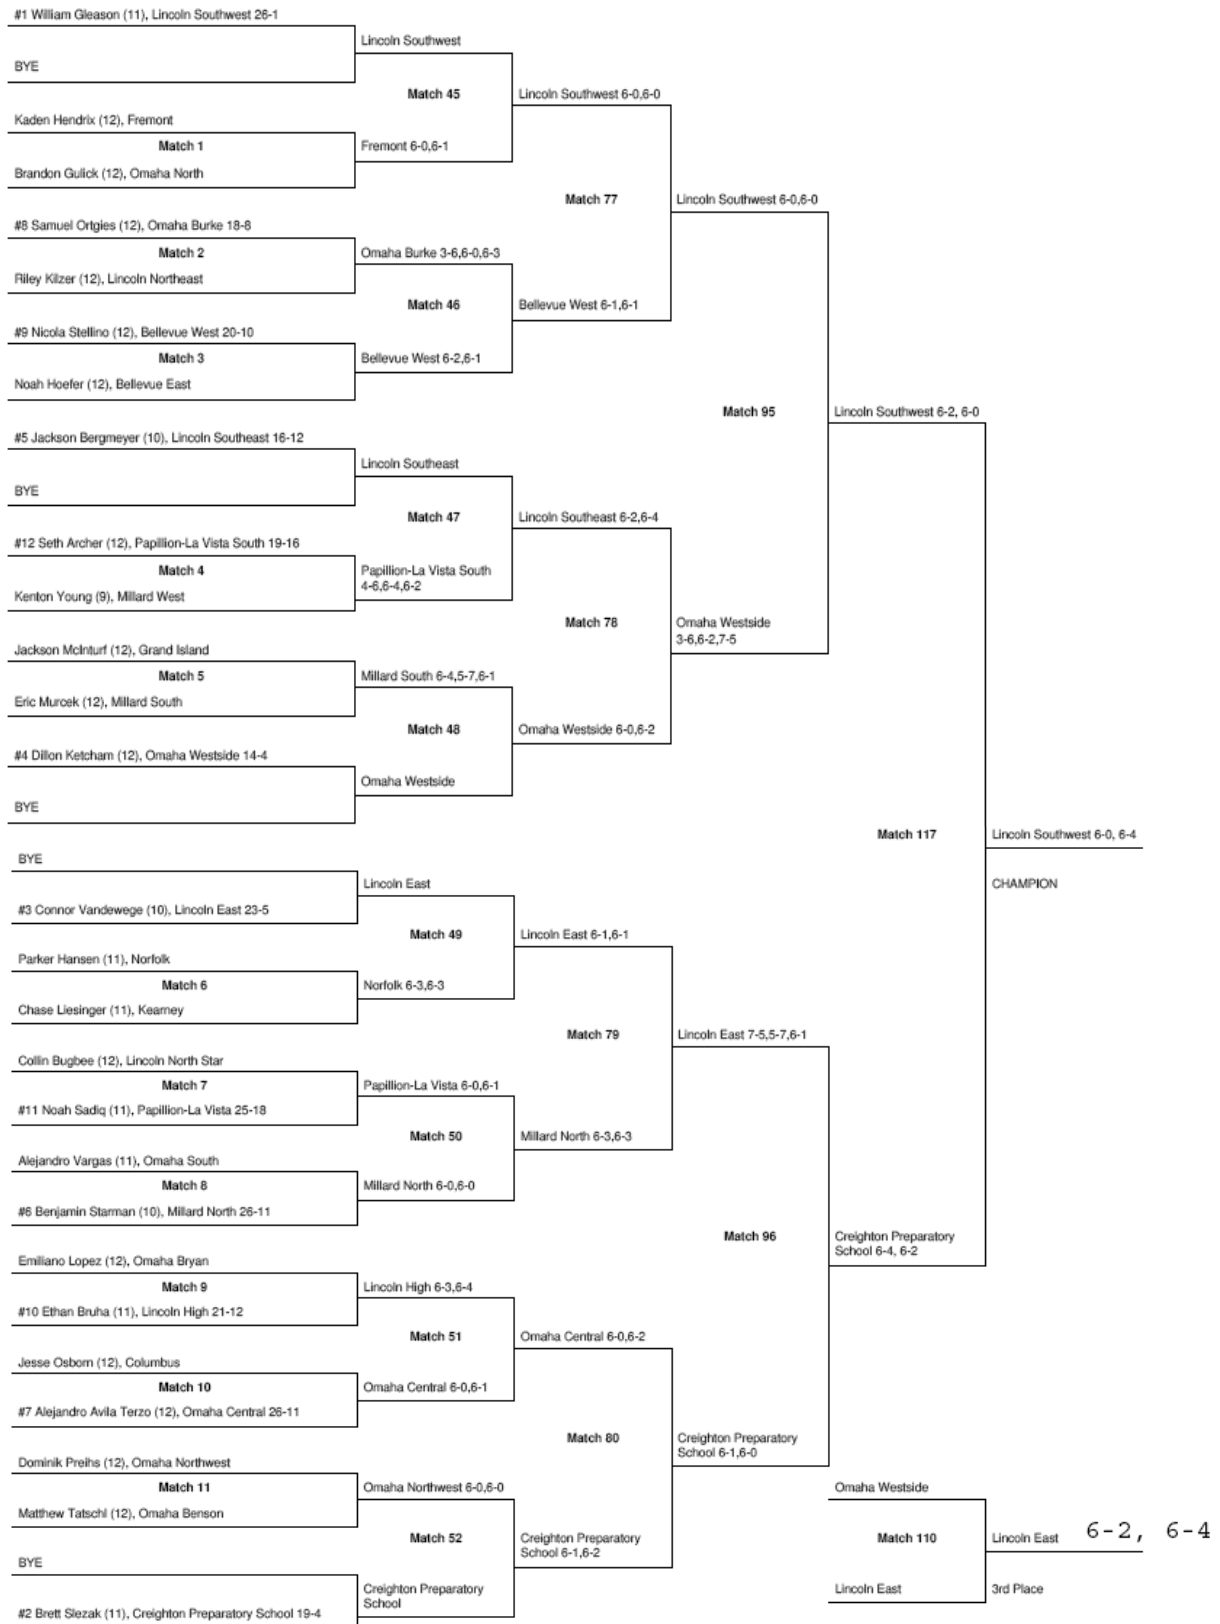 #1 William Gleason (11), Lincoln Southwest 26-1
Lincoln Southwest
BYE
Match 45
Lincoln Southwest 6-0,6-0
Kaden Hendrix (12), Fremont
Match 1
Fremont 6-0,6-1
Brandon Gulick (12), Omaha North
Match 77
Lincoln Southwest 6-0,6-0
#8 Samuel Ortgies (12), Omaha Burke 18-8
Match 2
Omaha Burke 3-6,6-0,6-3
Riley Kilzer (12), Lincoln Northeast
Match 46
Bellevue West 6-1,6-1
#9 Nicola Stellino (12), Bellevue West 20-10
Match 3
Bellevue West 6-2,6-1
Noah Hoefer (12), Bellevue East
Match 95
Lincoln Southwest 6-2, 6-0
#5 Jackson Bergmeyer (10), Lincoln Southeast 16-12
Lincoln Southeast
BYE
Match 47
Lincoln Southeast 6-2,6-4
#12 Seth Archer (12), Papillion-La Vista South 19-16
Match 4
Papillion-La Vista South
4-6,6-4,6-2
Kenton Young (9), Millard West
Match 78
Omaha Westside
3-6,6-2,7-5
Jackson McInturf (12), Grand Island
Match 5
Millard South 6-4,5-7,6-1
Eric Murcek (12), Millard South
Match 48
Omaha Westside 6-0,6-2
#4 Dillon Ketcham (12), Omaha Westside 14-4
Omaha Westside
BYE
Match 117
Lincoln Southwest 6-0, 6-4
CHAMPION
BYE
Lincoln East
#3 Connor Vandewege (10), Lincoln East 23-5
Match 49
Lincoln East 6-1,6-1
Parker Hansen (11), Norfolk
Match 6
Norfolk 6-3,6-3
Chase Liesinger (11), Kearney
Match 79
Lincoln East 7-5,5-7,6-1
Collin Bugbee (12), Lincoln North Star
Match 7
Papillion-La Vista 6-0,6-1
#11 Noah Sadiq (11), Papillion-La Vista 25-18
Match 50
Millard North 6-3,6-3
Alejandro Vargas (11), Omaha South
Match 8
Millard North 6-0,6-0
#6 Benjamin Starman (10), Millard North 26-11
Match 96
Creighton Preparatory
School 6-4, 6-2
Emiliano Lopez (12), Omaha Bryan
Match 9
Lincoln High 6-3,6-4
#10 Ethan Bruha (11), Lincoln High 21-12
Match 51
Omaha Central 6-0,6-2
Jesse Osborn (12), Columbus
Match 10
Omaha Central 6-0,6-1
#7 Alejandro Avila Terzo (12), Omaha Central 26-11
Match 80
Creighton Preparatory
School 6-1,6-0
Dominik Preihs (12), Omaha Northwest
Match 11
Omaha Northwest 6-0,6-0
Matthew Tatschl (12), Omaha Benson
Match 52
Creighton Preparatory
School 6-1,6-2
BYE
Creighton Preparatory
School
#2 Brett Slezak (11), Creighton Preparatory School 19-4
Omaha Westside
Match 110
Lincoln East 6-2, 6-4
Lincoln East
3rd Place